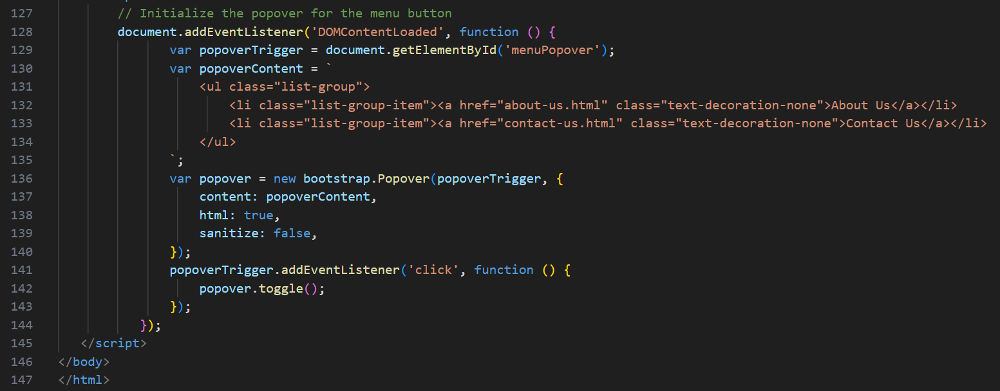 127 // Initialize the popover for the menu button
128 document.addEventListener('DOMContentLoaded', function () {
129 var popoverTrigger = document.getElementById('menuPopover');
130 var popoverContent = `
131 <ul class="list-group">
132 <li class="list-group-item"><a href="about-us.html" class="text-decoration-none">About Us</a></li>
133 <li class="list-group-item"><a href="contact-us.html" class="text-decoration-none">Contact Us</a></li>
134 </ul>
135 `;
136 var popover = new bootstrap.Popover(popoverTrigger, {
137 content: popoverContent,
138 html: true,
139 sanitize: false,
140 });
141 popoverTrigger.addEventListener('click', function () {
142 popover.toggle();
143 });
144 });
145 </script>
146 </body>
147 </html>